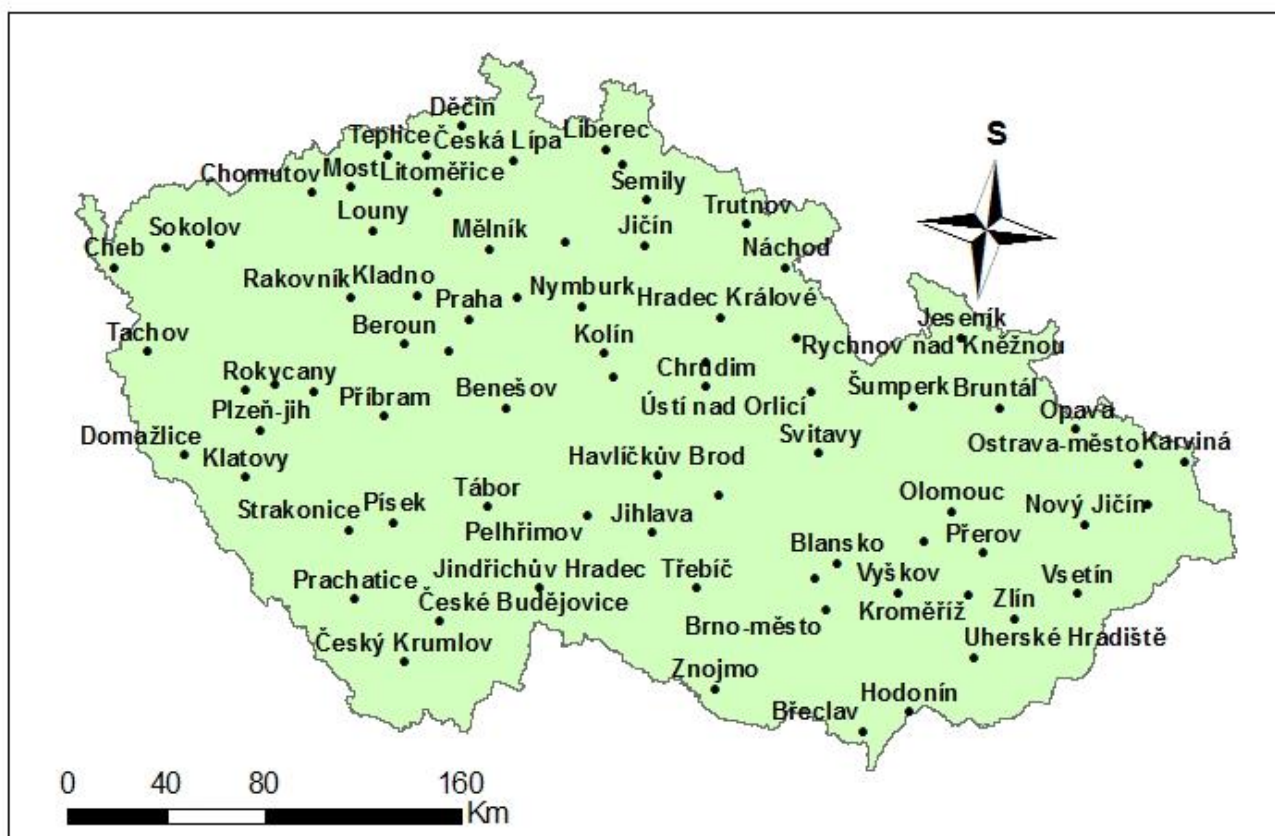 Děčín
Teplice
Česká Lípa
Liberec
S
Chomutov
Most
Litoměřice
Semily
Louny
Trutnov
Sokolov
Mělník
Jičín
Cheb
Náchod
Rakovník
Kladno
Nymburk
Hradec Králové
Praha
Jeseník
Beroun
Tachov
Kolín
Rychnov nad Kněžnou
Chrudim
Rokycany
Benešov
Šumperk
Bruntál
Plzeň-jih
Příbram
Ústí nad Orlicí
Opava
Domažlice
Svitavy
Ostrava-město
Karviná
Klatovy
Havlíčkův Brod
Tábor
Olomouc
Strakonice
Písek
Nový Jičín
Pelhřimov
Jihlava
Přerov
Blansko
Jindřichův Hradec
Třebíč
Vyškov
Vsetín
Prachatice
České Budějovice
Kroměříž
Zlín
Brno-město
Český Krumlov
Uherské Hradiště
Znojmo
Hodonín
Břeclav
0 40 80 160
Km